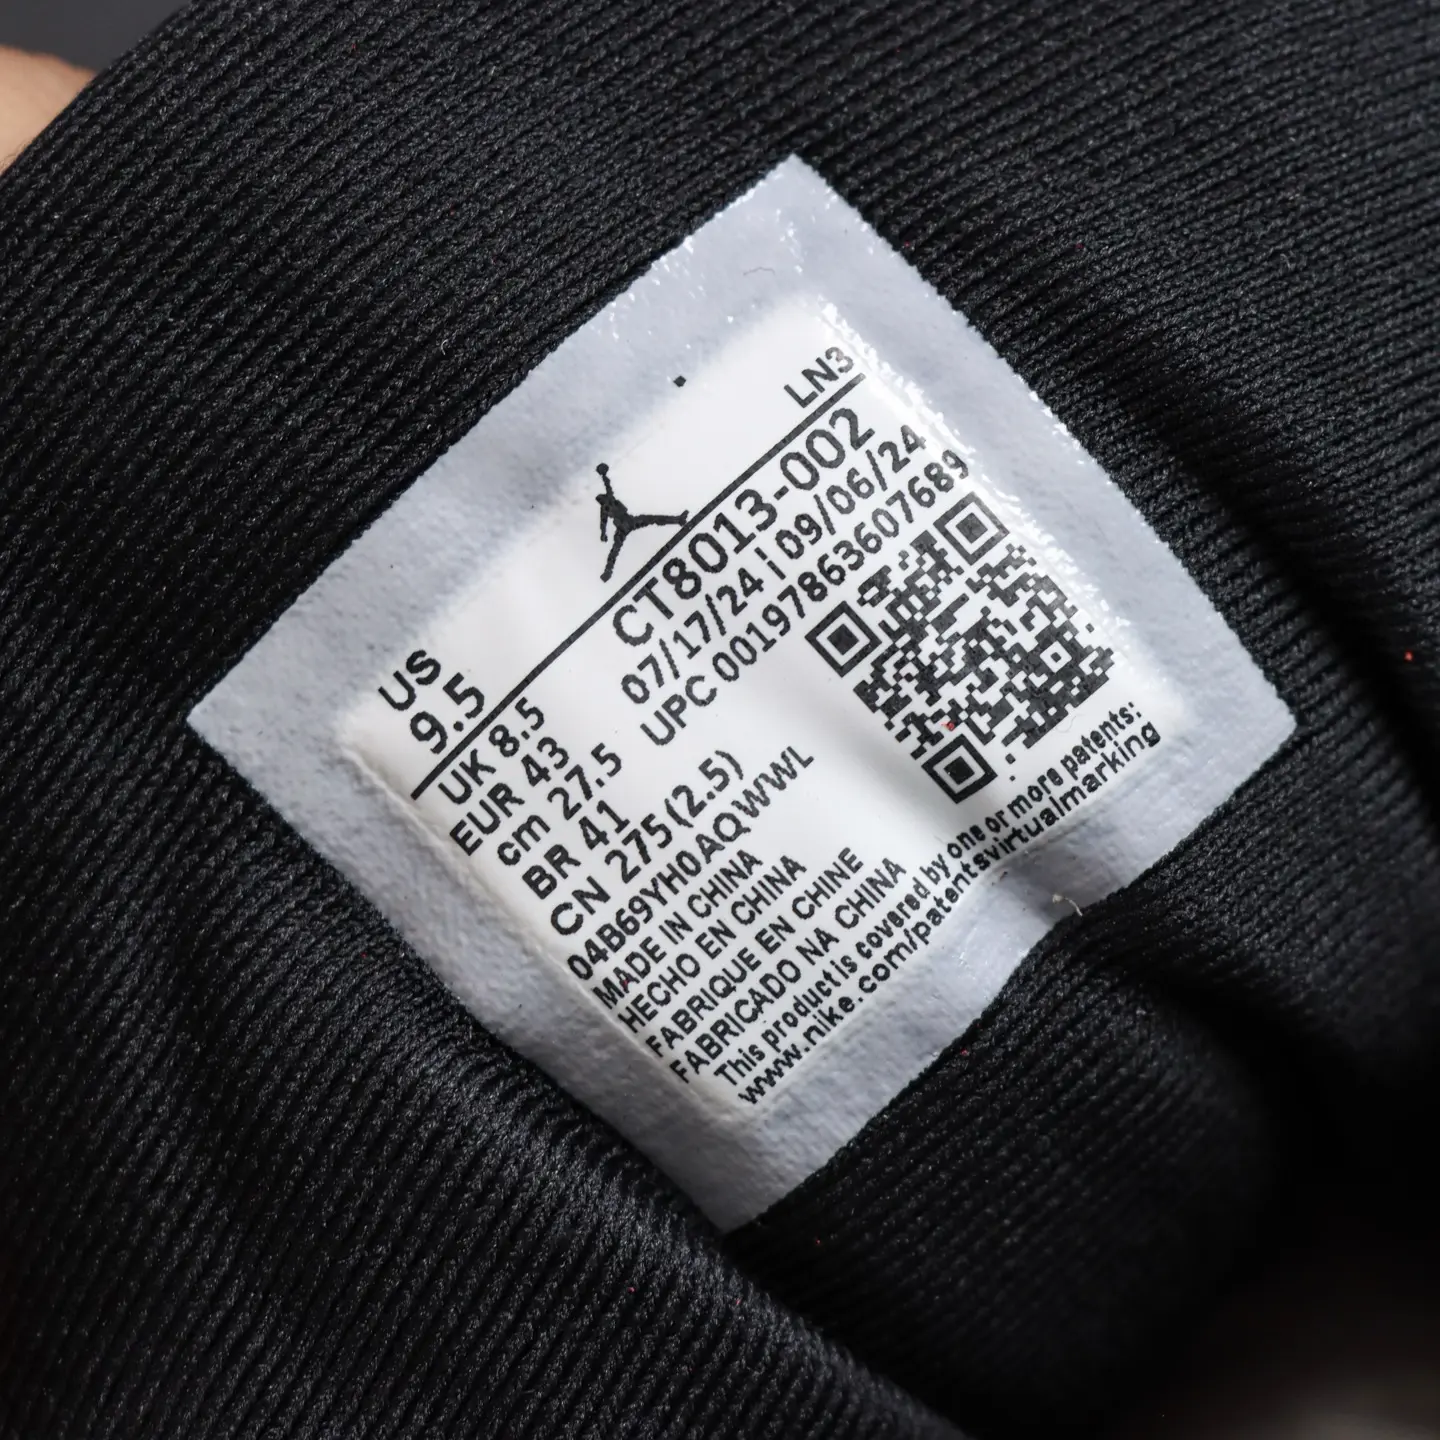 LN3
US
9.5
CT8013-002
07/17/24 | 09/06/24
UPC 00197863607689
UK 8.5
EUR 43
cm 27.5
BR 41
CN 275 (2.5)
04B69YH0AQWWL
MADE IN CHINA
HECHO EN CHINA
FABRIQUE EN CHINE
FABRICADO NA CHINA
This product is covered by one or more patents:
www.nike.com/patentsvirtualmarking